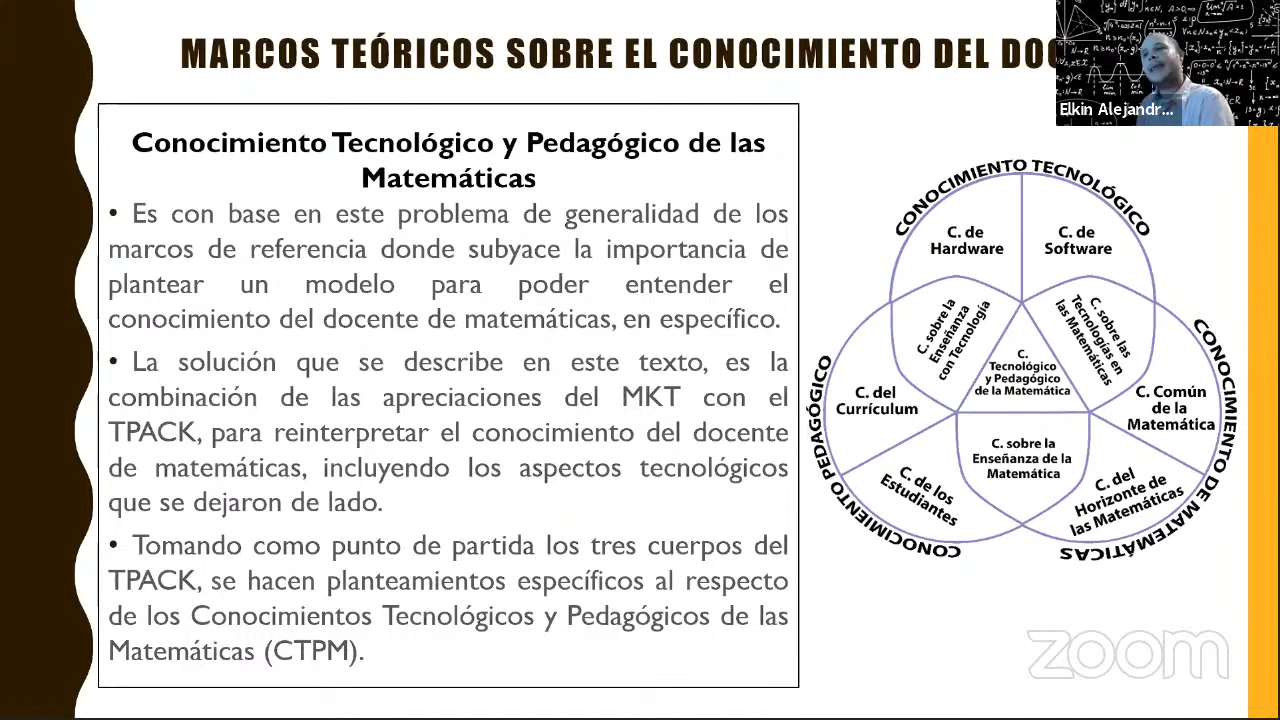 MARCOS TEÓRICOS SOBRE EL CONOCIMIENTO DEL
Elkin Alejandr...
Conocimiento Tecnológico y Pedagógico de las
Matemáticas
• Es con base en este problema de generalidad de los
marcos de referencia donde subyace la importancia de
plantear un modelo para poder entender el
conocimiento del docente de matemáticas, en específico.
• La solución que se describe en este texto, es la
combinación de las apreciaciones del MKT con el
TPACK, para reinterpretar el conocimiento del docente
de matemáticas, incluyendo los aspectos tecnológicos
que se dejaron de lado.
• Tomando como punto de partida los tres cuerpos del
TPACK, se hacen planteamientos específicos al respecto
de los Conocimientos Tecnológicos y Pedagógicos de las
Matemáticas (CTPM).
CONOCIMIENTO TECNOLÓGICO
C. de
Hardware
C. de
Software
C. sobre la
Enseñanza
con Tecnología
C. sobre las
Tecnologías en
las Matemáticas
C.
Tecnológico
y Pedagógico
de la Matemática
C. del
Currículum
C. Común
de la
Matemática
C. sobre la
Enseñanza de la
Matemática
C. de los
Estudiantes
C. del
Horizonte de
las Matemáticas
CONOCIMIENTO PEDAGÓGICO
CONOCIMIENTO DE MATEMÁTICAS
zoom